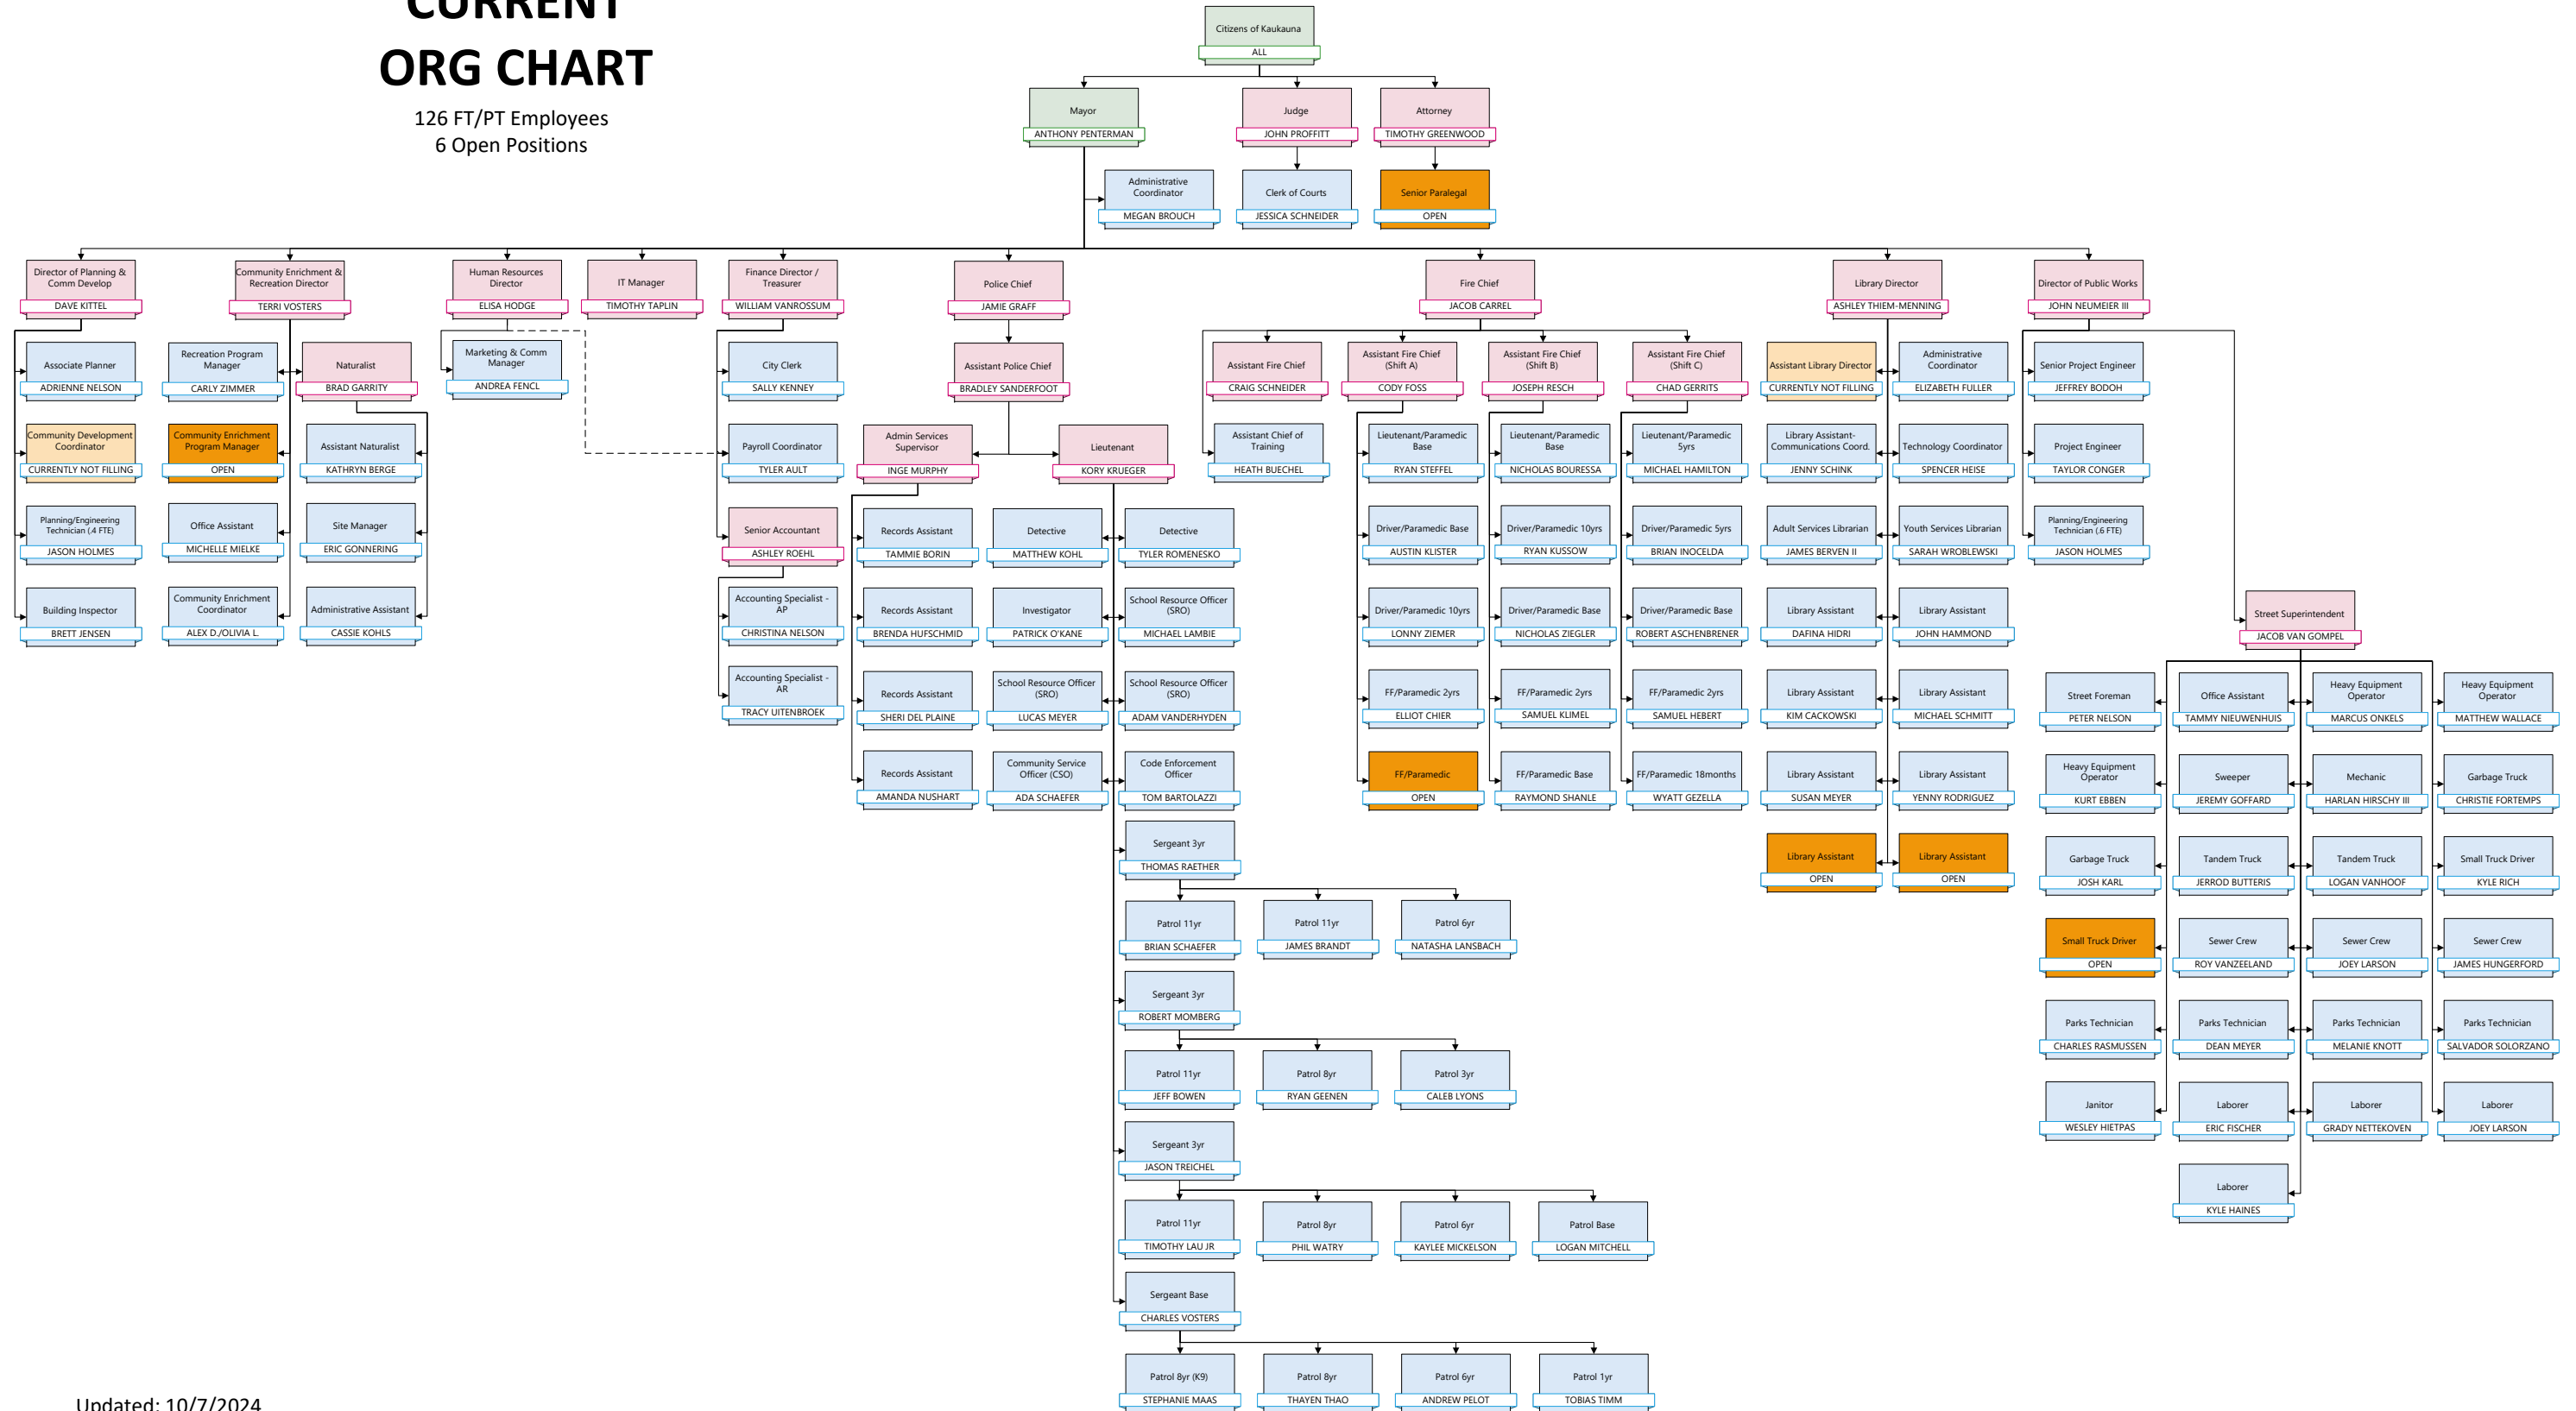 CURRENT
ORG CHART
126 FT/PT Employees
6 Open Positions
Citizens of Kaukauna
ALL
Mayor
ANTHONY PENTERMAN
Judge
JOHN PROFFITT
Attorney
TIMOTHY GREENWOOD
Administrative
Coordinator
MEGAN BROUCH
Clerk of Courts
JESSICA SCHNEIDER
Senior Paralegal
OPEN
Director of Planning &
Comm Develop
DAVE KITTEL
Community Enrichment &
Recreation Director
TERRI VOSTERS
Human Resources
Director
ELISA HODGE
IT Manager
TIMOTHY TAPLIN
Finance Director /
Treasurer
WILLIAM VANROSSUM
Police Chief
JAMIE GRAFF
Fire Chief
JACOB CARREL
Library Director
ASHLEY THIEM-MENNING
Director of Public Works
JOHN NEUMEIER III
Associate Planner
ADRIENNE NELSON
Community Development
Coordinator
CURRENTLY NOT FILLING
Planning/Engineering
Technician (.4 FTE)
JASON HOLMES
Building Inspector
BRETT JENSEN
Recreation Program
Manager
CARLY ZIMMER
Naturalist
BRAD GARRITY
Community Enrichment
Program Manager
OPEN
Assistant Naturalist
KATHRYN BERGE
Office Assistant
MICHELLE MIELKE
Site Manager
ERIC GONNERING
Community Enrichment
Coordinator
ALEX D./OLIVIA L.
Administrative Assistant
CASSIE KOHLS
Marketing & Comm
Manager
ANDREA FENCL
City Clerk
SALLY KENNEY
Payroll Coordinator
TYLER AULT
Senior Accountant
ASHLEY ROEHL
Accounting Specialist -
AP
CHRISTINA NELSON
Accounting Specialist -
AR
TRACY UITENBROEK
Assistant Police Chief
BRADLEY SANDERFOOT
Admin Services
Supervisor
INGE MURPHY
Lieutenant
KORY KRUEGER
Records Assistant
TAMMIE BORIN
Records Assistant
BRENDA HUFSCHMID
Records Assistant
SHERI DEL PLAINE
Records Assistant
AMANDA NUSHART
Detective
MATTHEW KOHL
Detective
TYLER ROMENESKO
Investigator
PATRICK O'KANE
School Resource Officer
(SRO)
MICHAEL LAMBIE
School Resource Officer
(SRO)
LUCAS MEYER
School Resource Officer
(SRO)
ADAM VANDERHYDEN
Community Service
Officer (CSO)
ADA SCHAEFER
Code Enforcement
Officer
TOM BARTOLAZZI
Sergeant 3yr
THOMAS RAETHER
Patrol 11yr
BRIAN SCHAEFER
Patrol 11yr
JAMES BRANDT
Patrol 6yr
NATASHA LANSBACH
Sergeant 3yr
ROBERT MOMBERG
Patrol 11yr
JEFF BOWEN
Patrol 8yr
RYAN GEENEN
Patrol 3yr
CALEB LYONS
Sergeant 3yr
JASON TREICHEL
Patrol 11yr
TIMOTHY LAU JR
Patrol 8yr
PHIL WATRY
Patrol 6yr
KAYLEE MICKELSON
Patrol Base
LOGAN MITCHELL
Sergeant Base
CHARLES VOSTERS
Patrol 8yr (K9)
STEPHANIE MAAS
Patrol 8yr
THAYEN THAO
Patrol 6yr
ANDREW PELOT
Patrol 1yr
TOBIAS TIMM
Assistant Fire Chief
CRAIG SCHNEIDER
Assistant Fire Chief
(Shift A)
CODY FOSS
Assistant Fire Chief
(Shift B)
JOSEPH RESCH
Assistant Fire Chief
(Shift C)
CHAD GERRITS
Assistant Chief of
Training
HEATH BUECHEL
Lieutenant/Paramedic
Base
RYAN STEFFEL
Lieutenant/Paramedic
Base
NICHOLAS BOURESSA
Lieutenant/Paramedic
5yrs
MICHAEL HAMILTON
Driver/Paramedic Base
AUSTIN KLISTER
Driver/Paramedic 10yrs
RYAN KUSSOW
Driver/Paramedic 5yrs
BRIAN INOCELDA
Driver/Paramedic 10yrs
LONNY ZIEMER
Driver/Paramedic Base
NICHOLAS ZIEGLER
Driver/Paramedic Base
ROBERT ASCHENBRENER
FF/Paramedic 2yrs
ELLIOT CHIER
FF/Paramedic 2yrs
SAMUEL KLIMEL
FF/Paramedic 2yrs
SAMUEL HEBERT
FF/Paramedic
OPEN
FF/Paramedic Base
RAYMOND SHANLE
FF/Paramedic 18months
WYATT GEZELLA
Assistant Library Director
CURRENTLY NOT FILLING
Administrative
Coordinator
ELIZABETH FULLER
Library Assistant-
Communications Coord.
JENNY SCHINK
Technology Coordinator
SPENCER HEISE
Adult Services Librarian
JAMES BERVEN II
Youth Services Librarian
SARAH WROBLEWSKI
Library Assistant
DAFINA HIDRI
Library Assistant
JOHN HAMMOND
Library Assistant
KIM CACKOWSKI
Library Assistant
MICHAEL SCHMITT
Library Assistant
SUSAN MEYER
Library Assistant
YENNY RODRIGUEZ
Library Assistant
OPEN
Library Assistant
OPEN
Senior Project Engineer
JEFFREY BODOH
Project Engineer
TAYLOR CONGER
Planning/Engineering
Technician (.6 FTE)
JASON HOLMES
Street Superintendent
JACOB VAN GOMPEL
Street Foreman
PETER NELSON
Office Assistant
TAMMY NIEUWENHUIS
Heavy Equipment
Operator
MARCUS ONKELS
Heavy Equipment
Operator
MATTHEW WALLACE
Heavy Equipment
Operator
KURT EBBEN
Sweeper
JEREMY GOFFARD
Mechanic
HARLAN HIRSCHY III
Garbage Truck
CHRISTIE FORTEMPS
Garbage Truck
JOSH KARL
Tandem Truck
JERROD BUTTERIS
Tandem Truck
LOGAN VANHOOF
Small Truck Driver
KYLE RICH
Small Truck Driver
OPEN
Sewer Crew
ROY VANZEELAND
Sewer Crew
JOEY LARSON
Sewer Crew
JAMES HUNGERFORD
Parks Technician
CHARLES RASMUSSEN
Parks Technician
DEAN MEYER
Parks Technician
MELANIE KNOTT
Parks Technician
SALVADOR SOLORZANO
Janitor
WESLEY HIETPAS
Laborer
ERIC FISCHER
Laborer
GRADY NETTEKOVEN
Laborer
JOEY LARSON
Laborer
KYLE HAINES
Updated: 10/7/2024